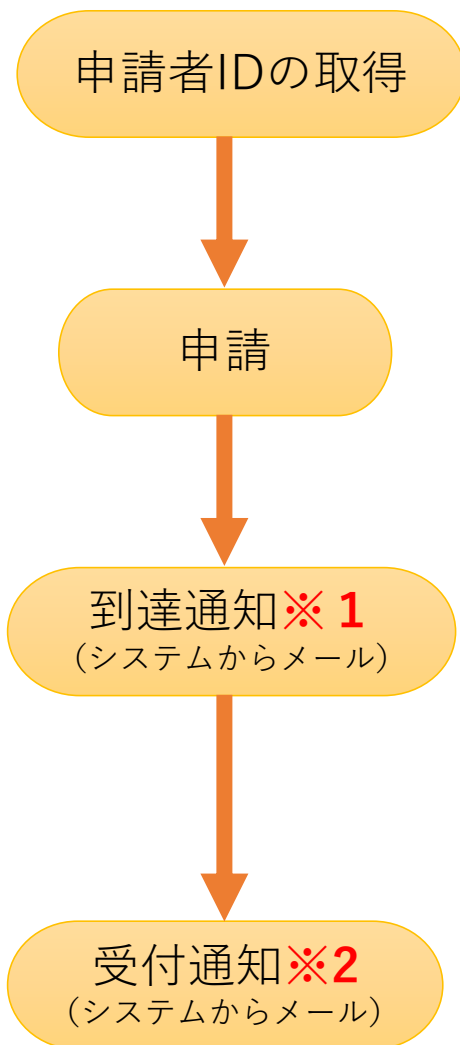 申請者IDの取得
申請
到達通知※１
（システムからメール）
受付通知※2
（システムからメール）